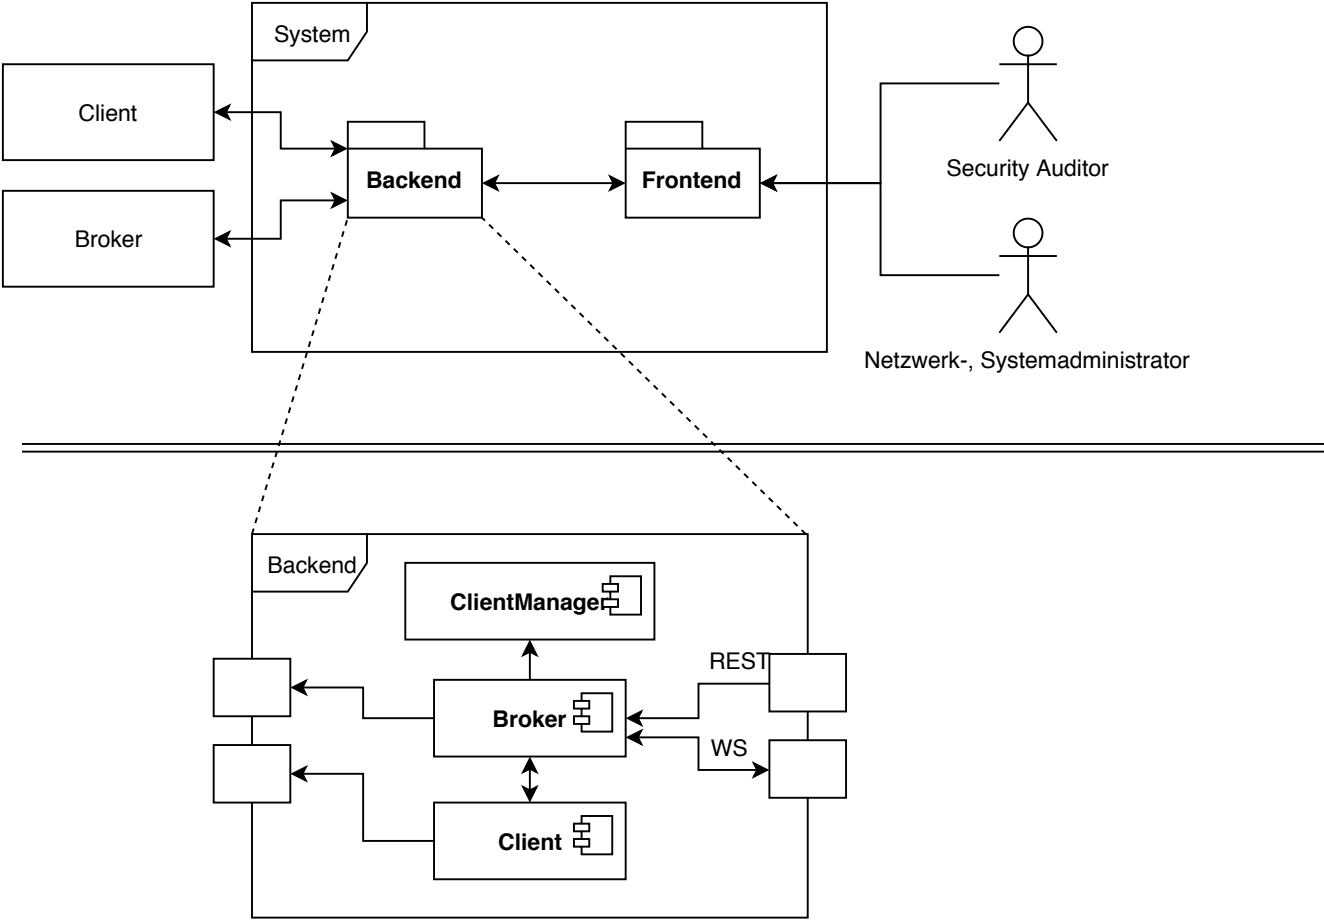 System
Client
Backend
Frontend
Security Auditor
Broker
Netzwerk-, Systemadministrator
Backend
ClientManager
REST
Broker
WS
Client